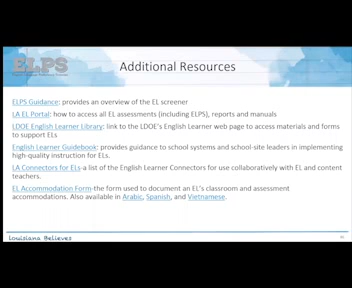 ELPS
Additional Resources
ELPS Guidance: provides an overview of the EL screener
LA EL Portal: how to access all EL assessments (including ELPS), reports and manuals
LDOE English Learner Library: link to the LDOE's English Learner web page to access materials and forms
to support ELs
English Learner Guidebook: provides guidance to school systems and school-site leaders in implementing
high-quality instruction for ELs.
LA Connectors for ELs-a list of the English Learner Connectors for use collaboratively with EL and content
teachers.
EL Accommodation Form-the form used to document an EL's classroom and assessment
accommodations. Also available in Arabic, Spanish, and Vietnamese.
Louisiana Believes